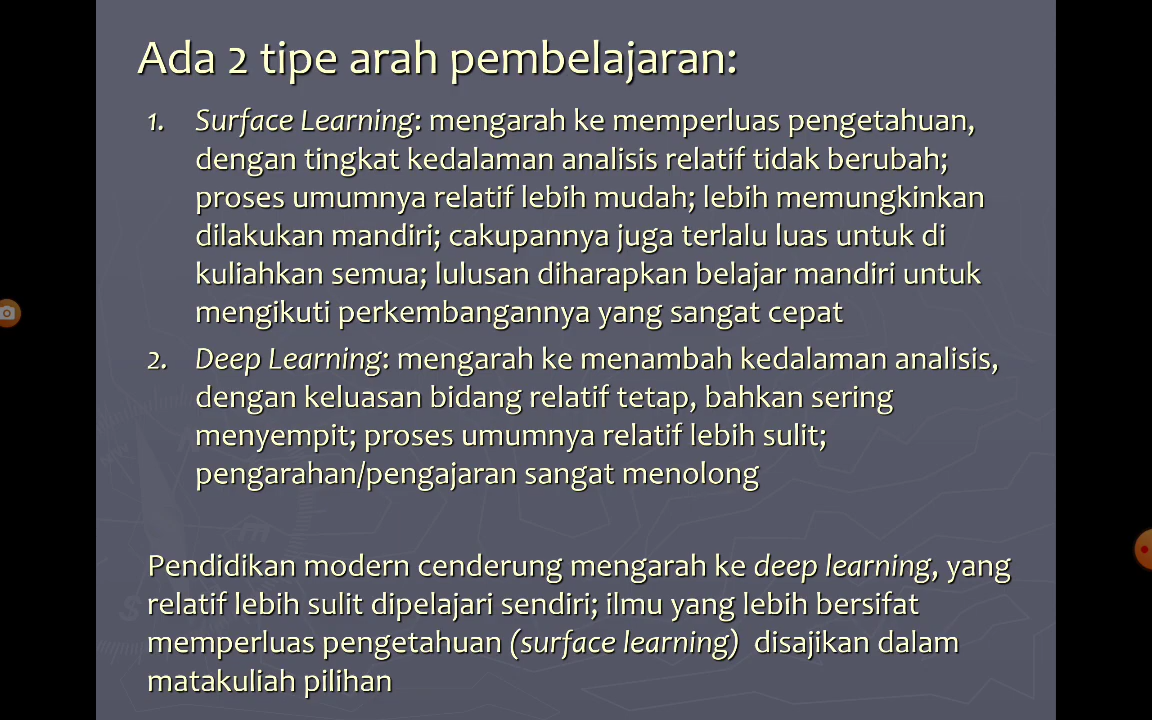 Ada 2 tipe arah pembelajaran:
1. Surface Learning: mengarah ke memperluas pengetahuan,
dengan tingkat kedalaman analisis relatif tidak berubah;
proses umumnya relatif lebih mudah; lebih memungkinkan
dilakukan mandiri; cakupannya juga terlalu luas untuk di
kuliahkan semua; lulusan diharapkan belajar mandiri untuk
mengikuti perkembangannya yang sangat cepat
2. Deep Learning: mengarah ke menambah kedalaman analisis,
dengan keluasan bidang relatif tetap, bahkan sering
menyempit; proses umumnya relatif lebih sulit;
pengarahan/pengajaran sangat menolong
Pendidikan modern cenderung mengarah ke deep learning, yang
relatif lebih sulit dipelajari sendiri; ilmu yang lebih bersifat
memperluas pengetahuan (surface learning) disajikan dalam
matakuliah pilihan